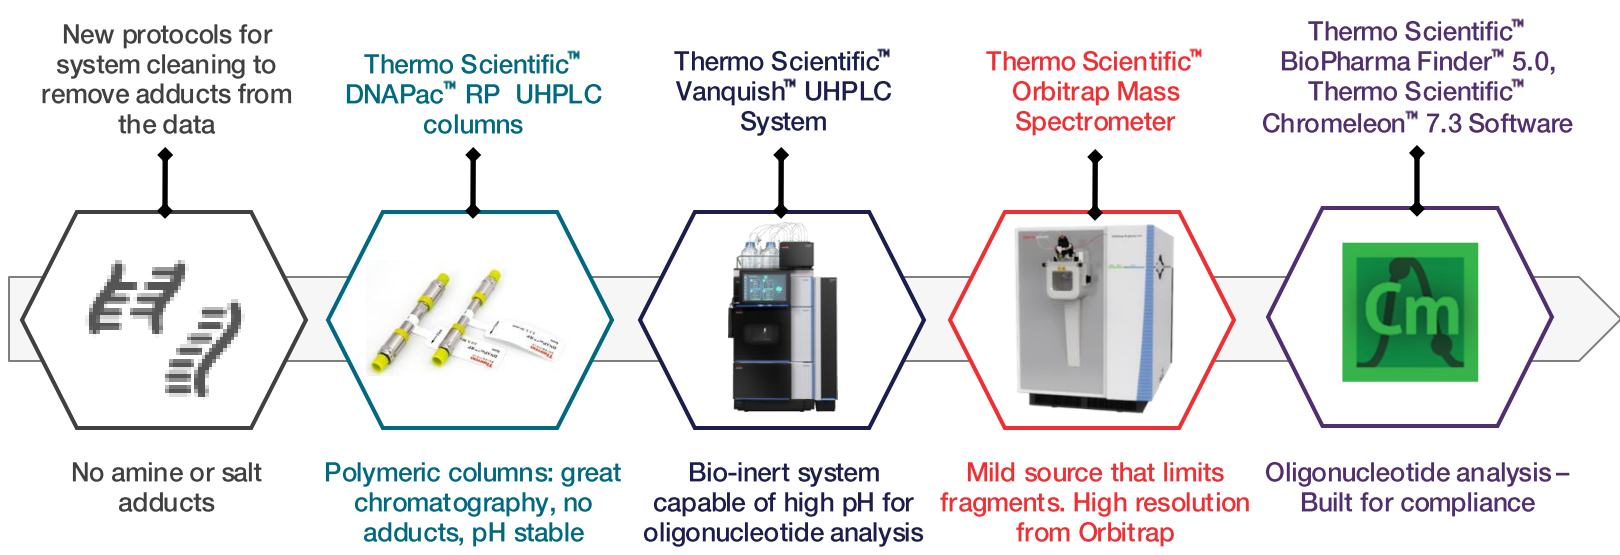 New protocols for
system cleaning to
remove adducts from
the data
Thermo Scientific™
DNAPac™ RP UHPLC
columns
Thermo Scientific™
Vanquish™ UHPLC
System
Thermo Scientific™
Orbitrap Mass
Spectrometer
Thermo Scientific™
BioPharma Finder™ 5.0,
Thermo Scientific™
Chromeleon™ 7.3 Software
Cm
No amine or salt
adducts
Polymeric columns: great
chromatography, no
adducts, pH stable
Bio-inert system
capable of high pH for
oligonucleotide analysis
Mild source that limits
fragments. High resolution
from Orbitrap
Oligonucleotide analysis –
Built for compliance